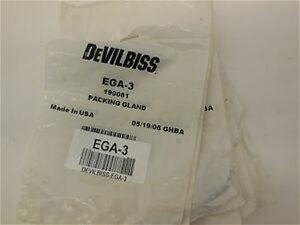 DEVILBISS
EGA-3
190061
PACKING GLAND
Made In USA
05/19/06 GHBA
EGA-3
DEVILBISS-EGA-3